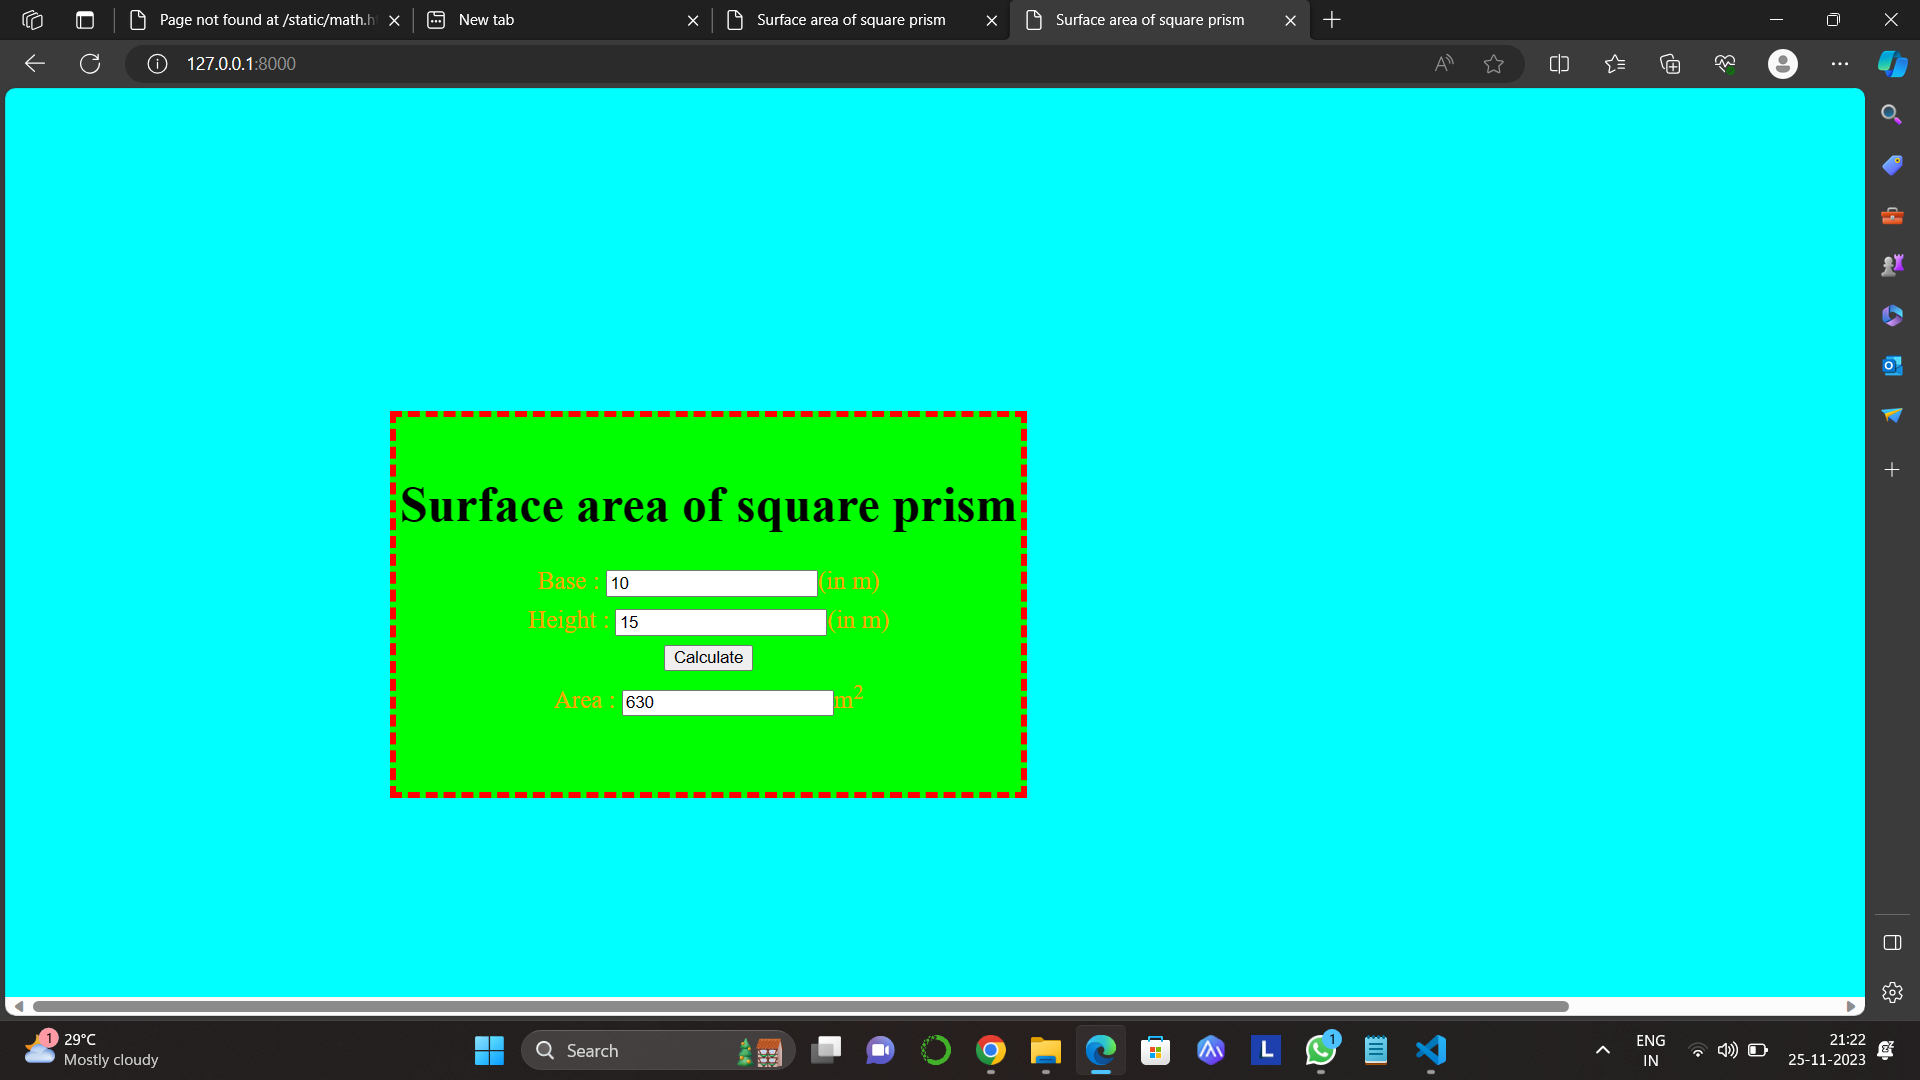 Page not found at /static/math.h
New tab
Surface area of square prism
Surface area of square prism
127.0.0.1:8000
Surface area of square prism
Base : 10 (in m)
Height : 15 (in m)
Calculate
Area : 630 m²
1
29°C
Mostly cloudy
Search
L
1
ENG
IN
21:22
25-11-2023